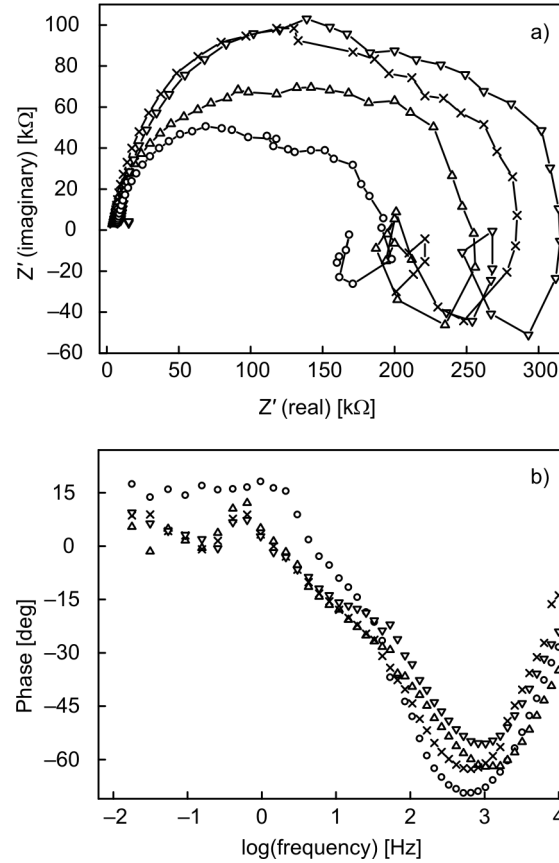 a)
Z′ (imaginary) [kΩ]
100
80
60
40
20
0
−20
−40
−60
0 50 100 150 200 250 300
Z′ (real) [kΩ]
b)
Phase [deg]
15
0
−15
−30
−45
−60
−2 −1 0 1 2 3 4
log(frequency) [Hz]